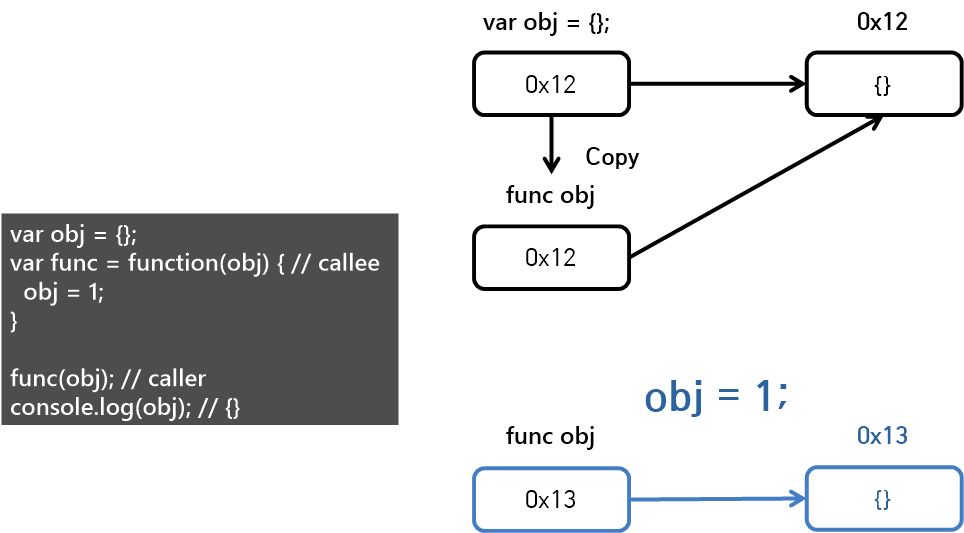 var obj = {};
0x12
0x12
{}
Copy
func obj
0x12
var obj = {};
var func = function(obj) { // callee
  obj = 1;
}
func(obj); // caller
console.log(obj); // {}
obj = 1;
func obj
0x13
0x13
{}